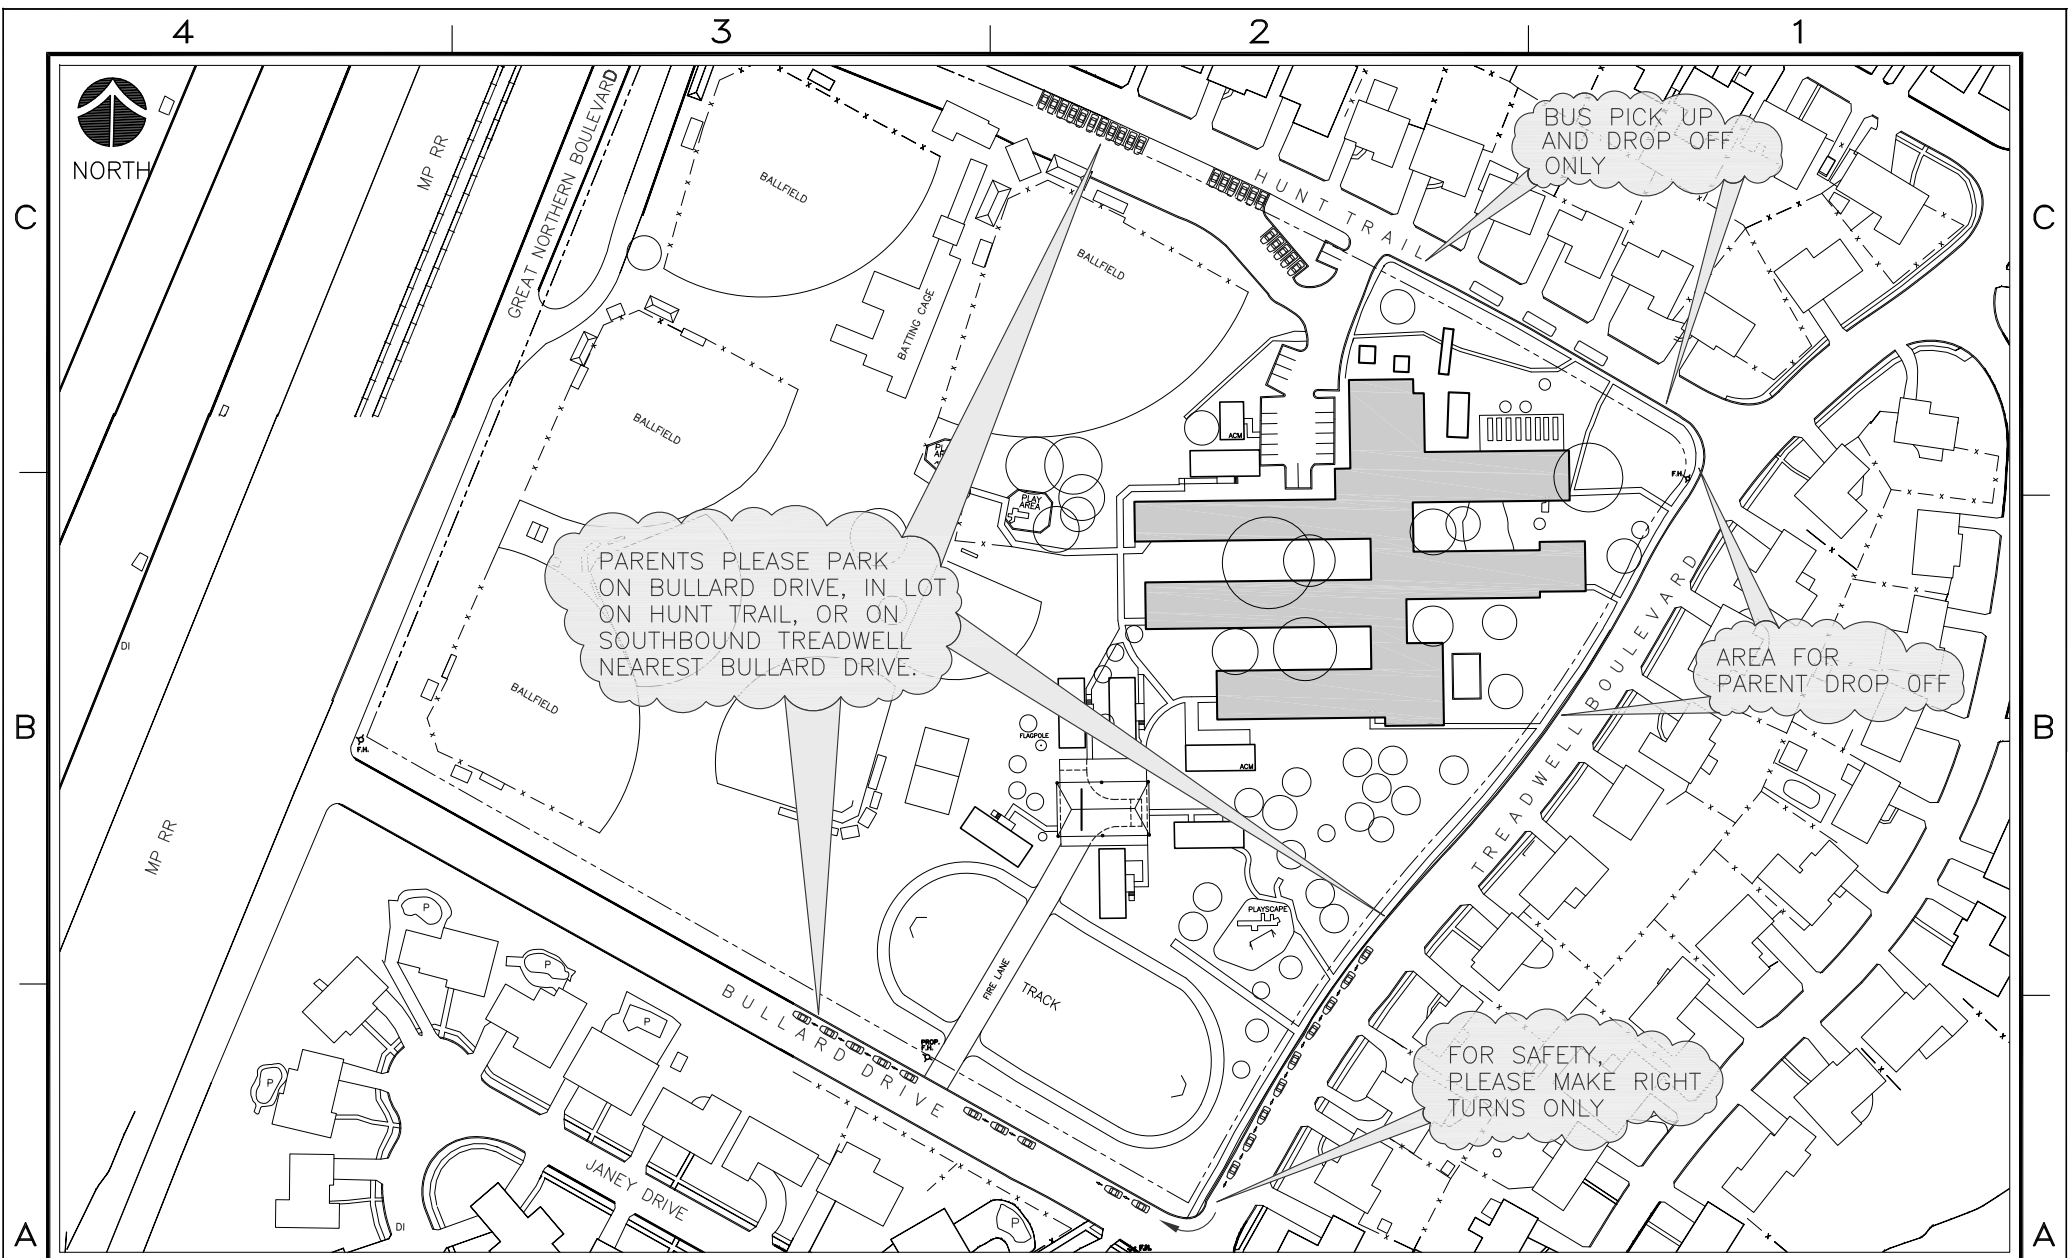 4 3 2 1
NORTH
MP RR
GREAT NORTHERN BOULEVARD
BALLFIELD
HUNT TRAIL
BUS PICK UP
AND DROP OFF
ONLY
C
C
BATTING CAGE
BALLFIELD
BALLFIELD
ACM
PLAY
AREA
F.H.
PARENTS PLEASE PARK
ON BULLARD DRIVE, IN LOT
ON HUNT TRAIL, OR ON
SOUTHBOUND TREADWELL
NEAREST BULLARD DRIVE.
TREADWELL BOULEVARD
AREA FOR
PARENT DROP OFF
DI
BALLFIELD
B
B
F.H.
FLAGPOLE
ACM
MP RR
P
P
P
P
PLAYSCAPE
FIRE LANE
TRACK
BULLARD DRIVE
PROP.
F.H.
FOR SAFETY,
PLEASE MAKE RIGHT
TURNS ONLY
JANEY DRIVE
DI
P
F.H.
A
A